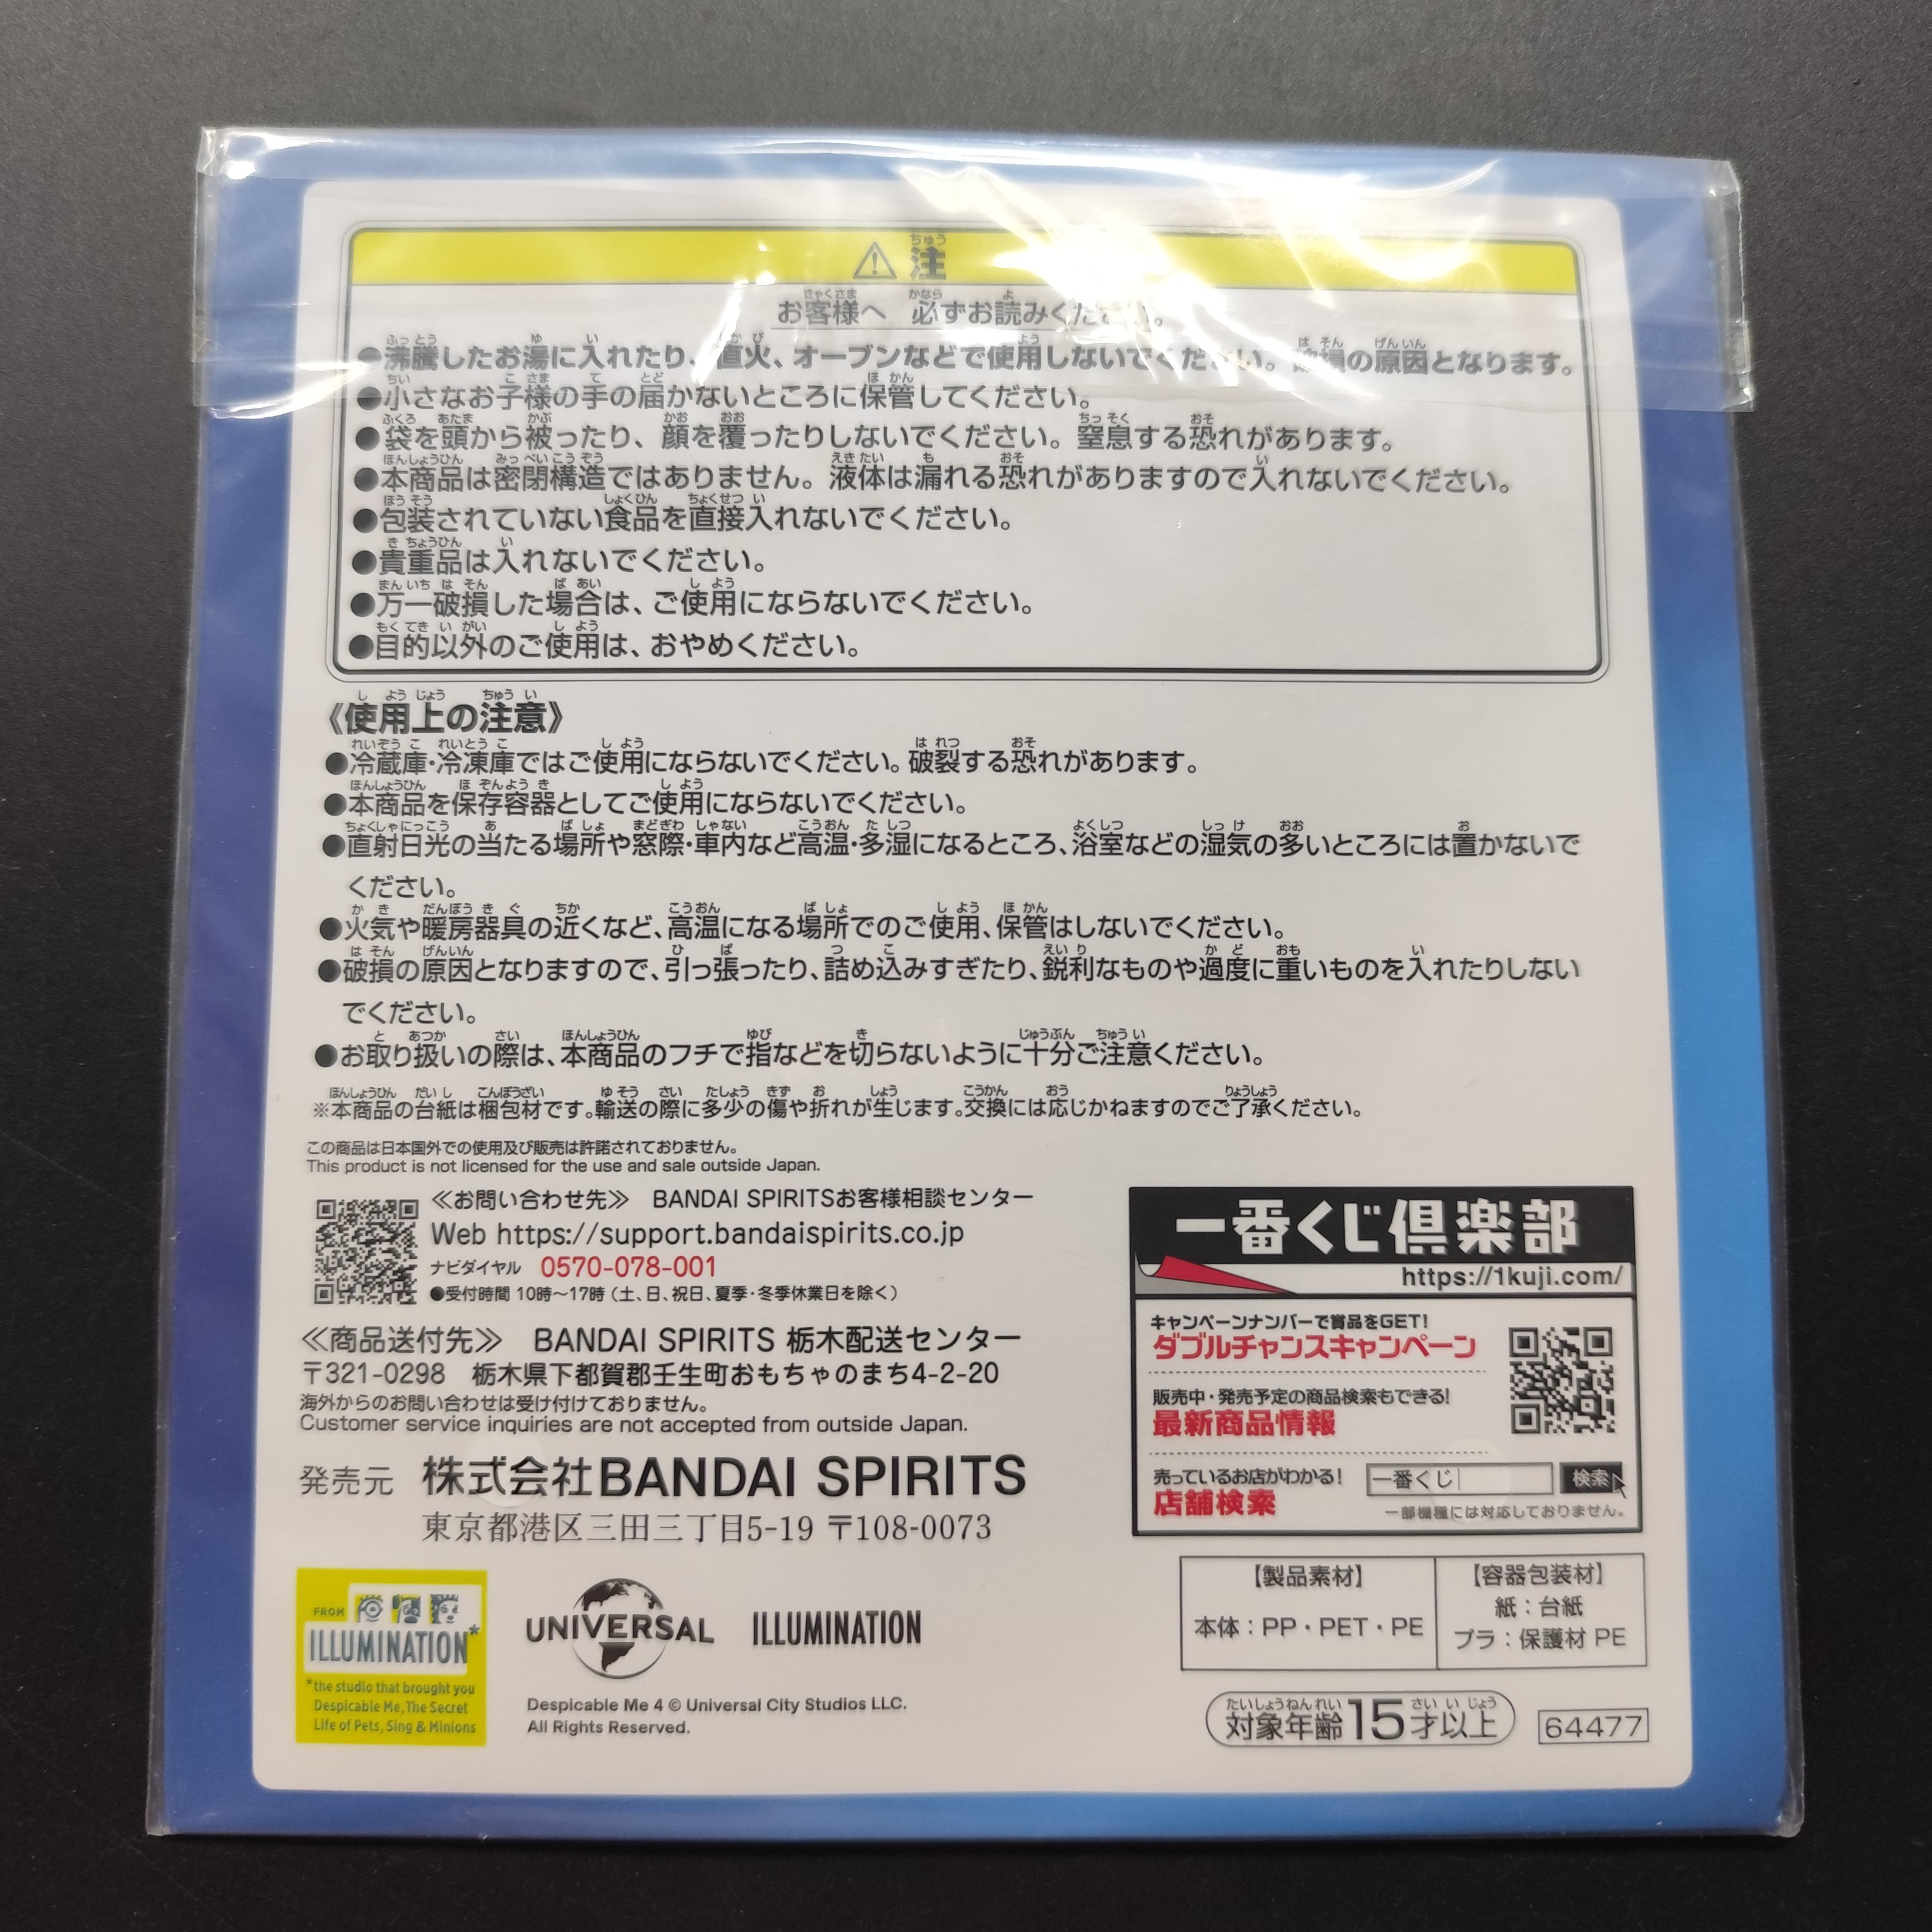 ⚠ 注
お客様へ 必ずお読みください。
●沸騰したお湯に入れたり、直火、オーブンなどで使用しないでください。破損の原因となります。
●小さなお子様の手の届かないところに保管してください。
●袋を頭から被ったり、顔を覆ったりしないでください。窒息する恐れがあります。
●本商品は密閉構造ではありません。液体は漏れる恐れがありますので入れないでください。
●包装されていない食品を直接入れないでください。
●貴重品は入れないでください。
●万一破損した場合は、ご使用にならないでください。
●目的以外のご使用は、おやめください。
《使用上の注意》
●冷蔵庫・冷凍庫ではご使用にならないでください。破裂する恐れがあります。
●本商品を保存容器としてご使用にならないでください。
●直射日光の当たる場所や窓際・車内など高温・多湿になるところ、浴室などの湿気の多いところには置かないで
ください。
●火気や暖房器具の近くなど、高温になる場所でのご使用、保管はしないでください。
●破損の原因となりますので、引っ張ったり、詰め込みすぎたり、鋭利なものや過度に重いものを入れたりしない
でください。
●お取り扱いの際は、本商品のフチで指などを切らないように十分ご注意ください。
※本商品の台紙は梱包材です。輸送の際に多少の傷や折れが生じます。交換には応じかねますのでご了承ください。
この商品は日本国外での使用及び販売は許諾されておりません。
This product is not licensed for the use and sale outside Japan.
≪お問い合わせ先≫ BANDAI SPIRITSお客様相談センター
Web https://support.bandaispirits.co.jp
ナビダイヤル 0570-078-001
●受付時間 10時〜17時（土、日、祝日、夏季・冬季休業日を除く）
≪商品送付先≫ BANDAI SPIRITS 栃木配送センター
〒321-0298 栃木県下都賀郡壬生町おもちゃのまち4-2-20
海外からのお問い合わせは受け付けておりません。
Customer service inquiries are not accepted from outside Japan.
発売元 株式会社BANDAI SPIRITS
東京都港区三田三丁目5-19 〒108-0073
一番くじ倶楽部
https://1kuji.com/
キャンペーンナンバーで賞品をGET!
ダブルチャンスキャンペーン
販売中・発売予定の商品検索もできる!
最新商品情報
売っているお店がわかる!
店舗検索
一番くじ 検索
一部機種には対応しておりません。
FROM
ILLUMINATION*
*the studio that brought you
Despicable Me, The Secret
Life of Pets, Sing & Minions
UNIVERSAL
ILLUMINATION
Despicable Me 4 © Universal City Studios LLC.
All Rights Reserved.
【製品素材】
本体：PP・PET・PE
【容器包装材】
紙：台紙
プラ：保護材 PE
対象年齢15才以上
64477